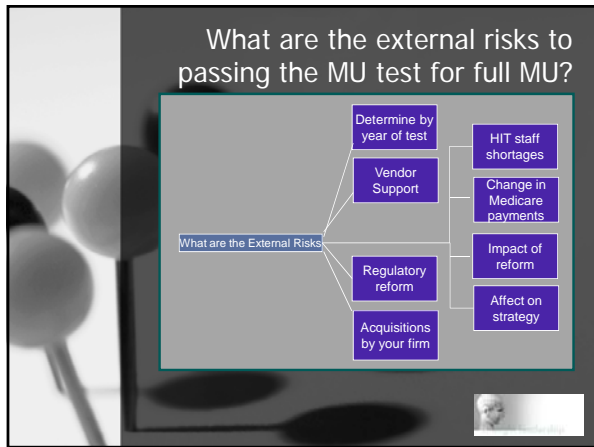 What are the external risks to
passing the MU test for full MU?
Determine by
year of test
Vendor
Support
What are the External Risks
Regulatory
reform
Acquisitions
by your firm
HIT staff
shortages
Change in
Medicare
payments
Impact of
reform
Affect on
strategy